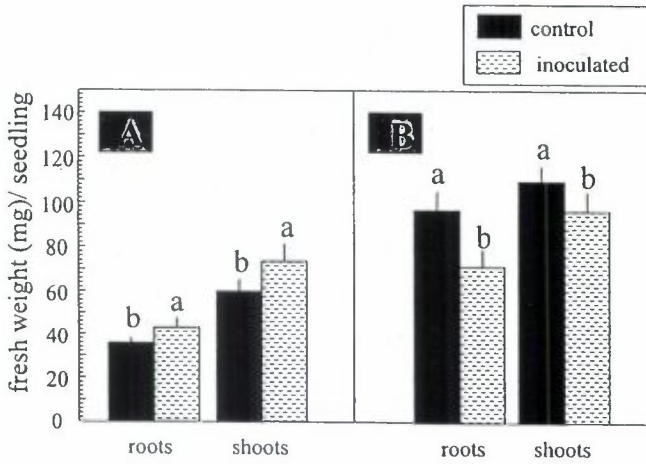 control
inoculated
fresh weight (mg)/ seedling
140
120
100
80
60
40
20
0
A
B
b
a
b
a
a
b
a
b
roots
shoots
roots
shoots